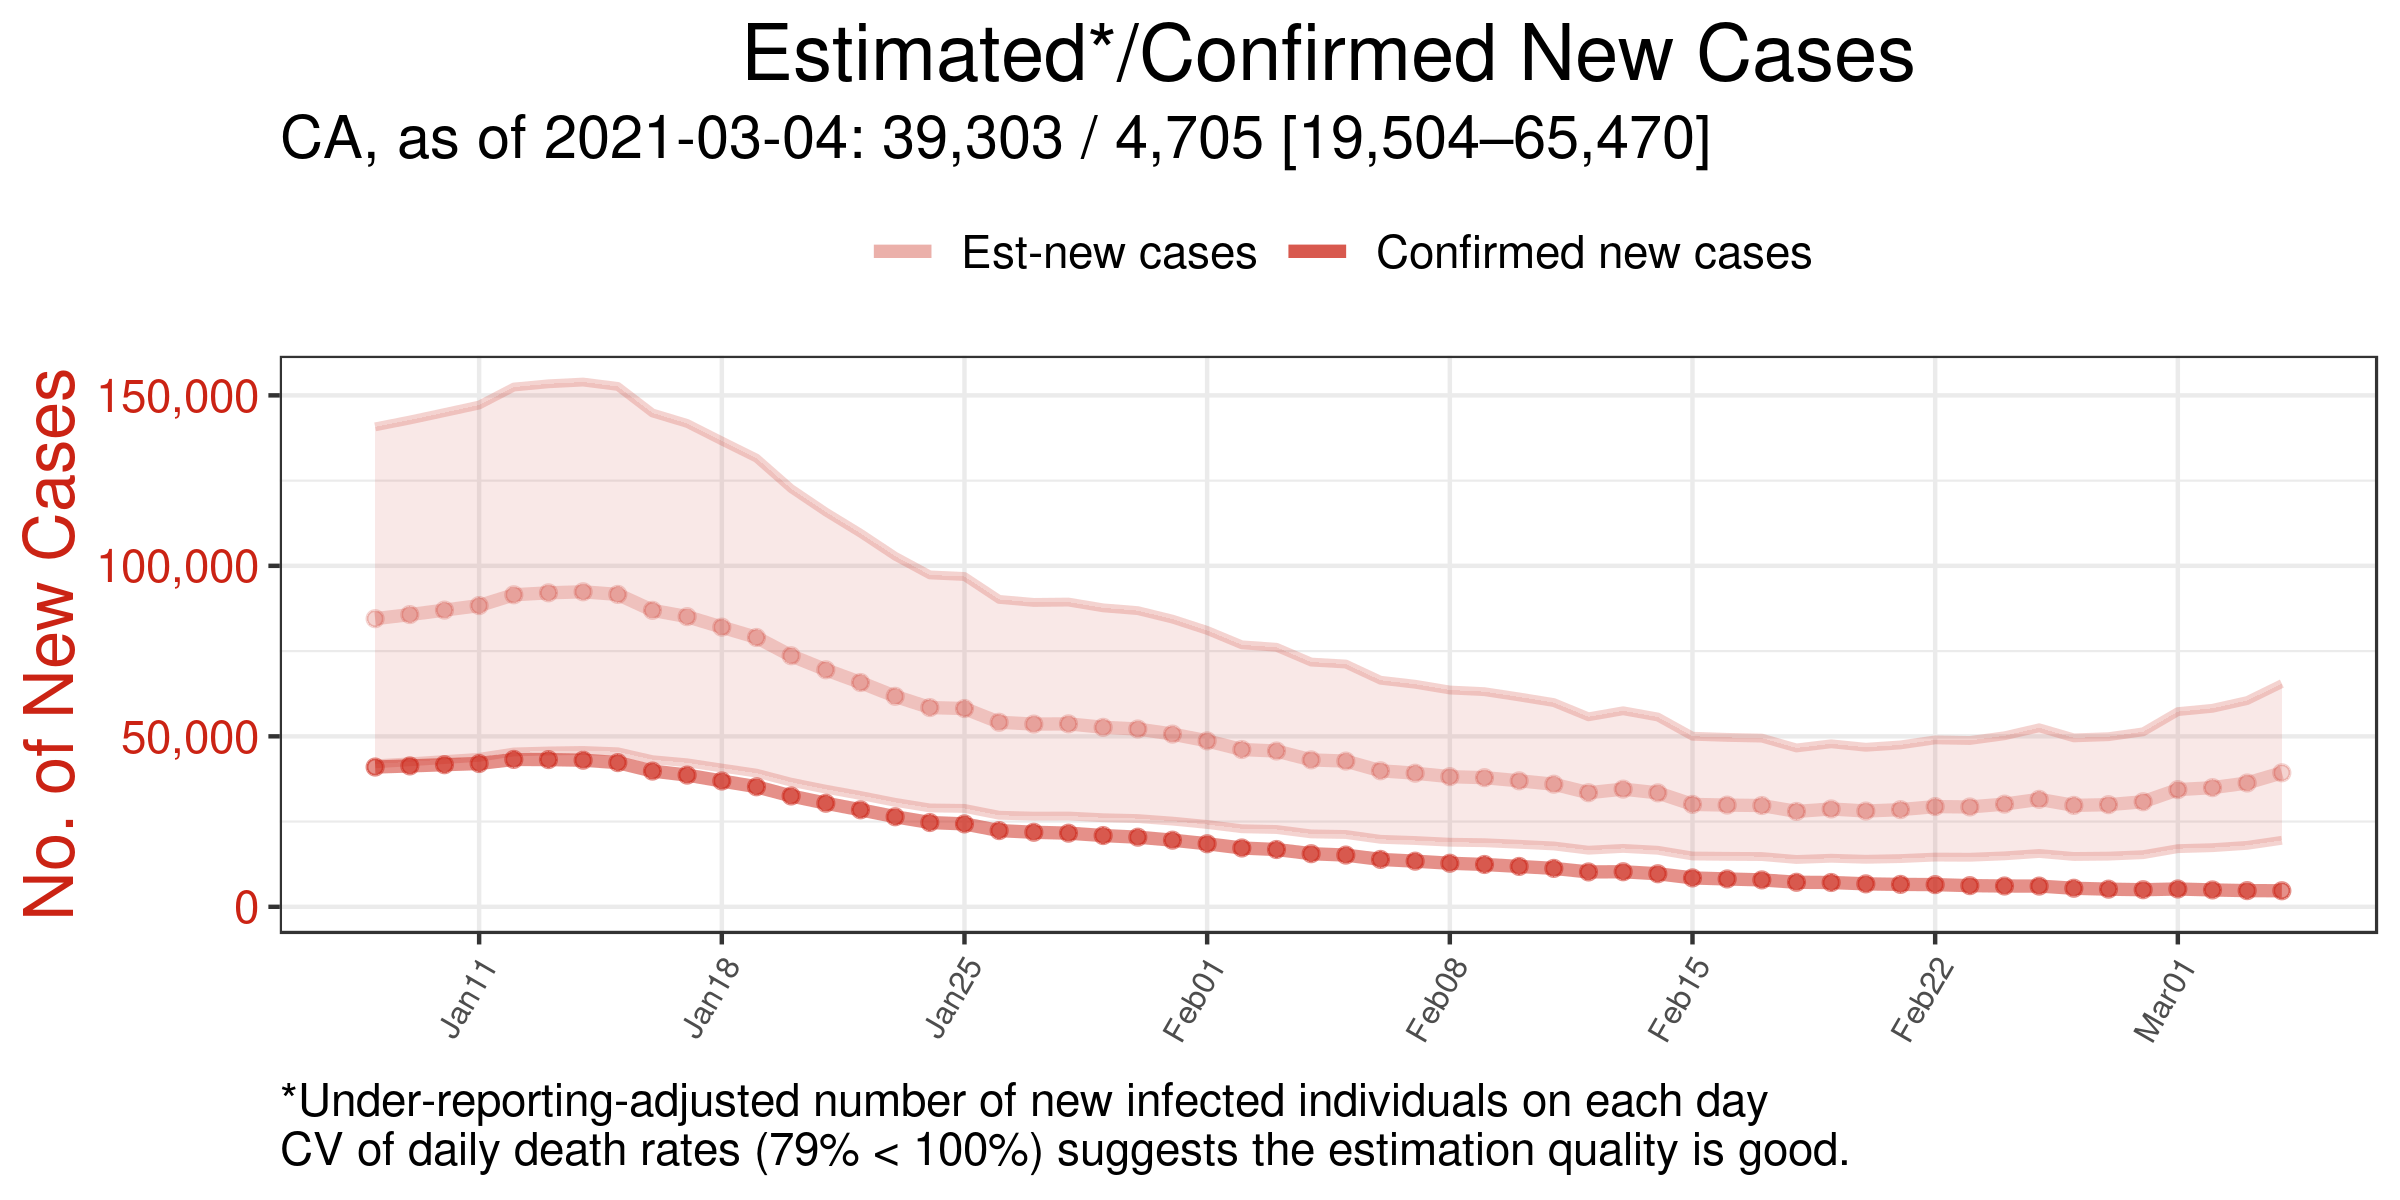 Estimated*/Confirmed New Cases
CA, as of 2021-03-04: 39,303 / 4,705 [19,504–65,470]
Est-new cases Confirmed new cases
No. of New Cases
150,000
100,000
50,000
0
Jan11 Jan18 Jan25 Feb01 Feb08 Feb15 Feb22 Mar01
*Under-reporting-adjusted number of new infected individuals on each day
CV of daily death rates (79% < 100%) suggests the estimation quality is good.